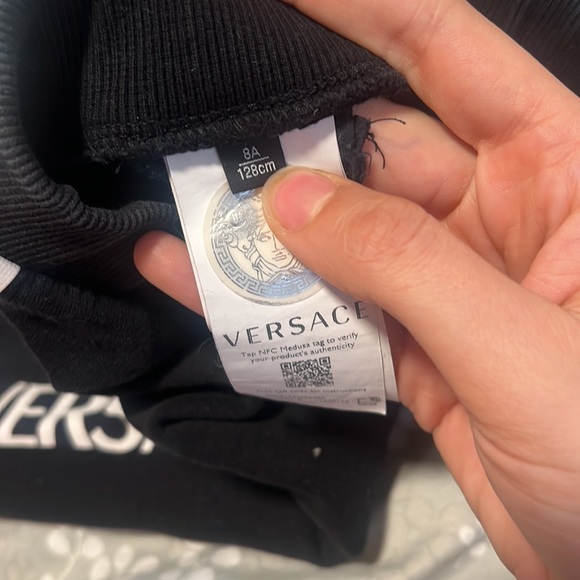 8A
128cm
VERSACE
Tap NFC Medusa tag to verify
your product's authenticity
VERS